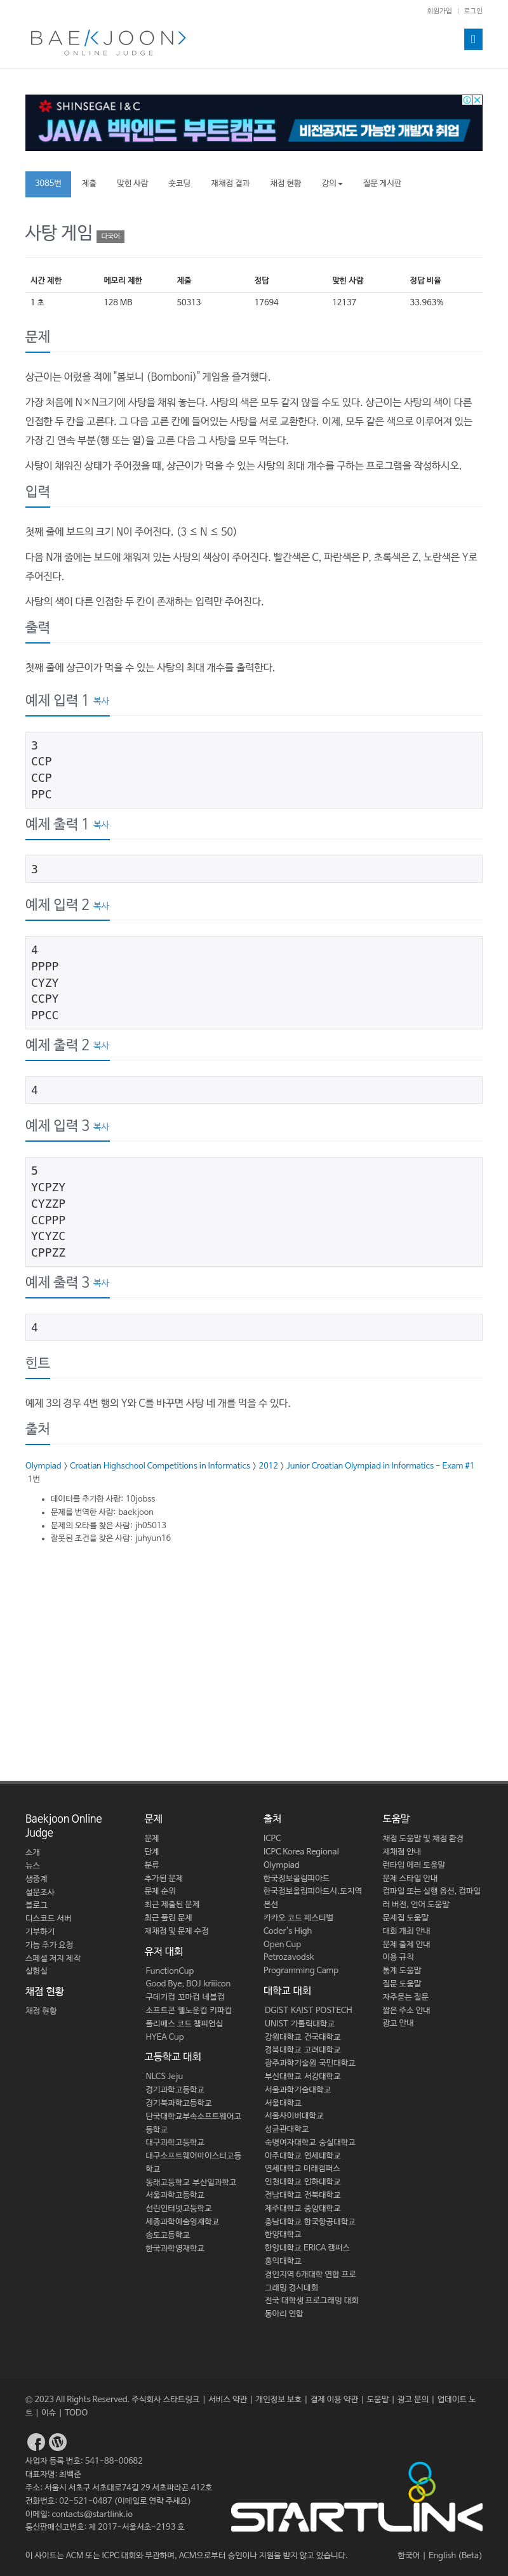 회원가입 | 로그인
BAEKJOON>
ONLINE JUDGE
SHINSEGAE I&C
JAVA 백엔드 부트캠프
비전공자도 가능한 개발자 취업
3085번 제출 맞힌 사람 숏코딩 재채점 결과 채점 현황 강의 질문 게시판
사탕 게임 다국어
시간 제한 메모리 제한 제출 정답 맞힌 사람 정답 비율
1 초 128 MB 50313 17694 12137 33.963%
문제
상근이는 어렸을 적에 "봄보니 (Bomboni)" 게임을 즐겨했다.
가장 처음에 N×N크기에 사탕을 채워 놓는다. 사탕의 색은 모두 같지 않을 수도 있다. 상근이는 사탕의 색이 다른
인접한 두 칸을 고른다. 그 다음 고른 칸에 들어있는 사탕을 서로 교환한다. 이제, 모두 같은 색으로 이루어져 있는
가장 긴 연속 부분(행 또는 열)을 고른 다음 그 사탕을 모두 먹는다.
사탕이 채워진 상태가 주어졌을 때, 상근이가 먹을 수 있는 사탕의 최대 개수를 구하는 프로그램을 작성하시오.
입력
첫째 줄에 보드의 크기 N이 주어진다. (3 ≤ N ≤ 50)
다음 N개 줄에는 보드에 채워져 있는 사탕의 색상이 주어진다. 빨간색은 C, 파란색은 P, 초록색은 Z, 노란색은 Y로
주어진다.
사탕의 색이 다른 인접한 두 칸이 존재하는 입력만 주어진다.
출력
첫째 줄에 상근이가 먹을 수 있는 사탕의 최대 개수를 출력한다.
예제 입력 1 복사
3
CCP
CCP
PPC
예제 출력 1 복사
3
예제 입력 2 복사
4
PPPP
CYZY
CCPY
PPCC
예제 출력 2 복사
4
예제 입력 3 복사
5
YCPZY
CYZZP
CCPPP
YCYZC
CPPZZ
예제 출력 3 복사
4
힌트
예제 3의 경우 4번 행의 Y와 C를 바꾸면 사탕 네 개를 먹을 수 있다.
출처
Olympiad > Croatian Highschool Competitions in Informatics > 2012 > Junior Croatian Olympiad in Informatics - Exam #1
1번
• 데이터를 추가한 사람: 10jobss
• 문제를 번역한 사람: baekjoon
• 문제의 오타를 찾은 사람: jh05013
• 잘못된 조건을 찾은 사람: juhyun16
Baekjoon Online
Judge
소개
뉴스
생중계
설문조사
블로그
디스코드 서버
기부하기
기능 추가 요청
스페셜 저지 제작
실험실
채점 현황
채점 현황
문제
문제
단계
분류
추가된 문제
문제 순위
최근 제출된 문제
최근 풀린 문제
재채점 및 문제 수정
유저 대회
FunctionCup
Good Bye, BOJ kriiicon
구데기컵 꼬마컵 네블컵
소프트콘 웰노운컵 키파컵
폴리매스 코드 챔피언십
HYEA Cup
고등학교 대회
NLCS Jeju
경기과학고등학교
경기북과학고등학교
단국대학교부속소프트웨어고
등학교
대구과학고등학교
대구소프트웨어마이스터고등
학교
동래고등학교 부산일과학고
서울과학고등학교
선린인터넷고등학교
세종과학예술영재학교
송도고등학교
한국과학영재학교
출처
ICPC
ICPC Korea Regional
Olympiad
한국정보올림피아드
한국정보올림피아드시.도지역
본선
카카오 코드 페스티벌
Coder's High
Open Cup
Petrozavodsk
Programming Camp
대학교 대회
DGIST KAIST POSTECH
UNIST 가톨릭대학교
강원대학교 건국대학교
경북대학교 고려대학교
광주과학기술원 국민대학교
부산대학교 서강대학교
서울과학기술대학교
서울대학교
서울사이버대학교
성균관대학교
숙명여자대학교 숭실대학교
아주대학교 연세대학교
연세대학교 미래캠퍼스
인천대학교 인하대학교
전남대학교 전북대학교
제주대학교 중앙대학교
충남대학교 한국항공대학교
한양대학교
한양대학교 ERICA 캠퍼스
홍익대학교
경인지역 6개대학 연합 프로
그래밍 경시대회
전국 대학생 프로그래밍 대회
동아리 연합
도움말
채점 도움말 및 채점 환경
재채점 안내
런타임 에러 도움말
문제 스타일 안내
컴파일 또는 실행 옵션, 컴파일
러 버전, 언어 도움말
문제집 도움말
대회 개최 안내
문제 출제 안내
이용 규칙
통계 도움말
질문 도움말
자주묻는 질문
짧은 주소 안내
광고 안내
© 2023 All Rights Reserved. 주식회사 스타트링크 | 서비스 약관 | 개인정보 보호 | 결제 이용 약관 | 도움말 | 광고 문의 | 업데이트 노
트 | 이슈 | TODO
사업자 등록 번호: 541-88-00682
대표자명: 최백준
주소: 서울시 서초구 서초대로74길 29 서초파라곤 412호
전화번호: 02-521-0487 (이메일로 연락 주세요)
이메일: contacts@startlink.io
통신판매신고번호: 제 2017-서울서초-2193 호
STARTLINK
이 사이트는 ACM 또는 ICPC 대회와 무관하며, ACM으로부터 승인이나 지원을 받지 않고 있습니다.
한국어 | English (Beta)